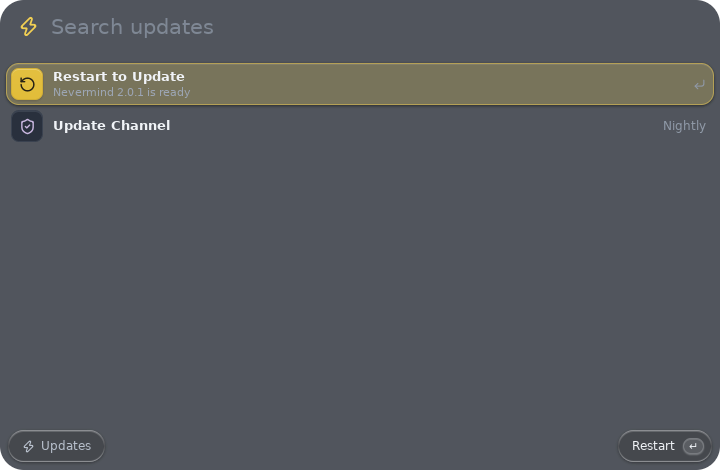 Search updates
Restart to Update
Nevermind 2.0.1 is ready
Update Channel
Nightly
Updates
Restart